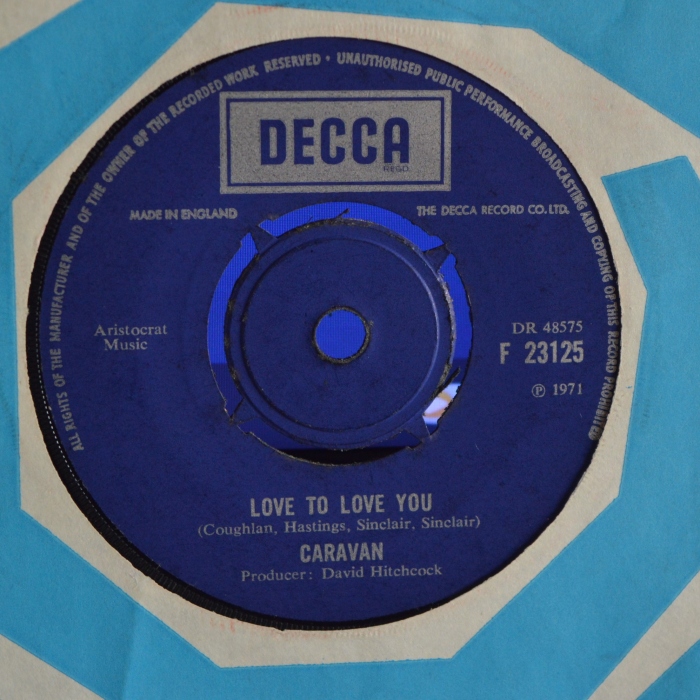 ALL RIGHTS OF THE MANUFACTURER AND OF THE OWNER OF THE RECORDED WORK RESERVED • UNAUTHORISED PUBLIC PERFORMANCE BROADCASTING AND COPYING OF THIS RECORD PROHIBITED
DECCA
REGD.
MADE IN ENGLAND
THE DECCA RECORD CO. LTD.
Aristocrat
Music
DR 48575
F 23125
℗ 1971
LOVE TO LOVE YOU
(Coughlan, Hastings, Sinclair, Sinclair)
CARAVAN
Producer: David Hitchcock